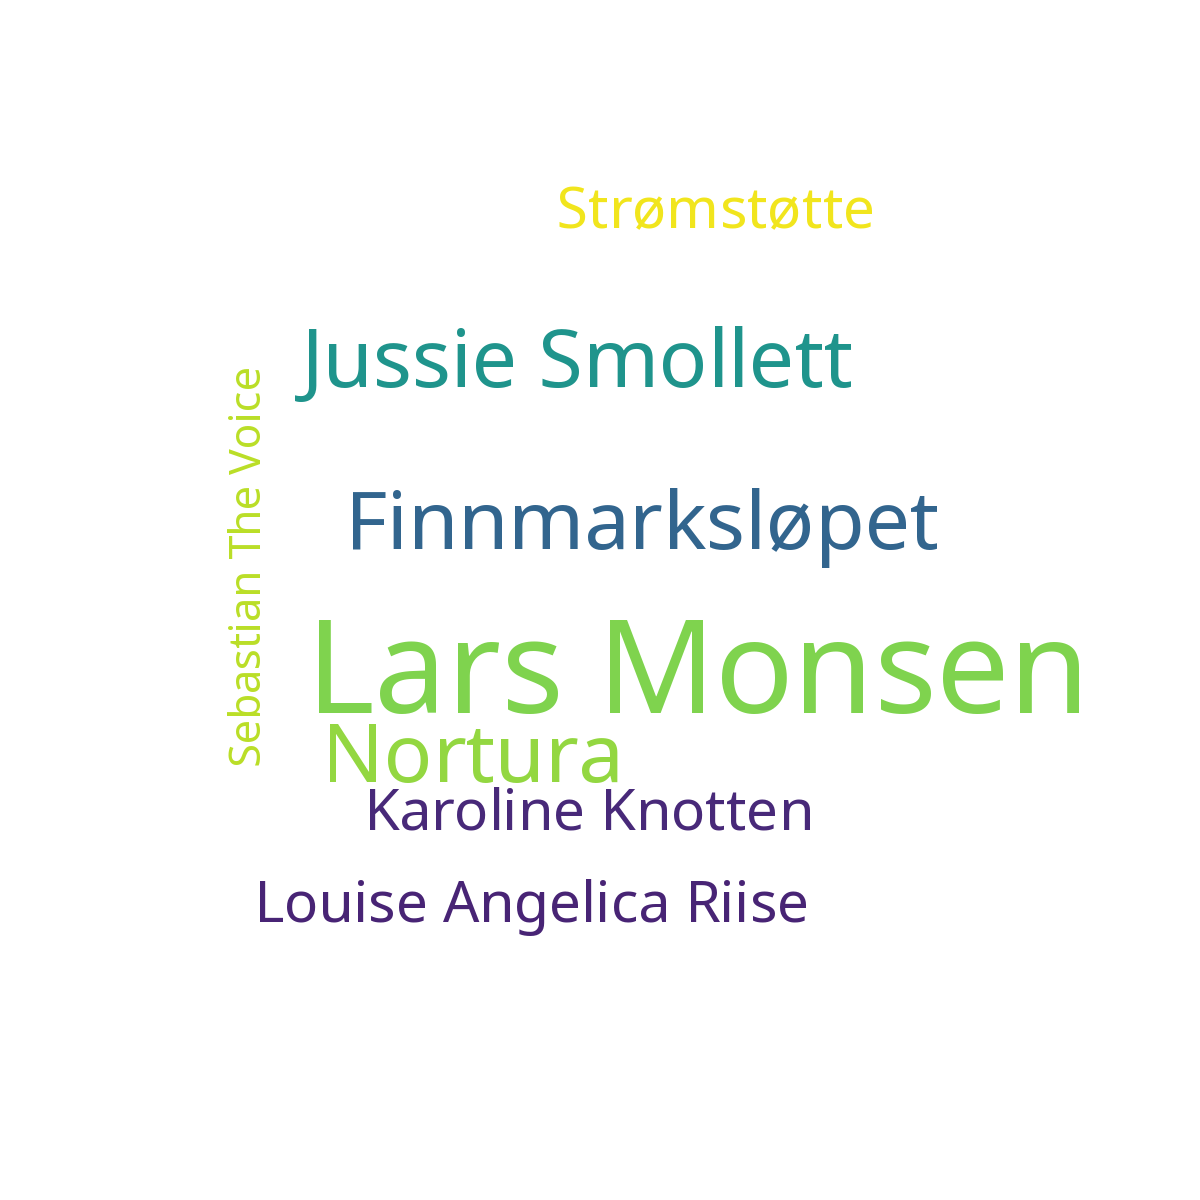 Strømstøtte
Jussie Smollett
Sebastian The Voice
Finnmarksløpet
Lars Monsen
Nortura
Karoline Knotten
Louise Angelica Riise